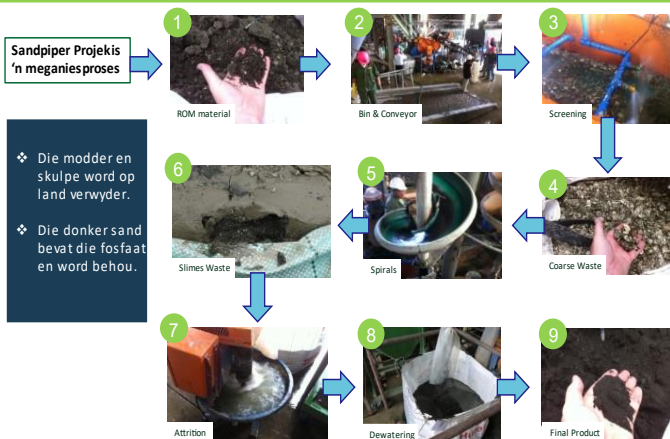 Sandpiper Projekis
'n meganiesproses
1
ROM material
2
Bin & Conveyor
3
Screening
❖ Die modder en
skulpe word op
land verwyder.
❖ Die donker sand
bevat die fosfaat
en word behou.
6
Slimes Waste
5
Spirals
4
Coarse Waste
7
Attrition
8
Dewatering
9
Final Product